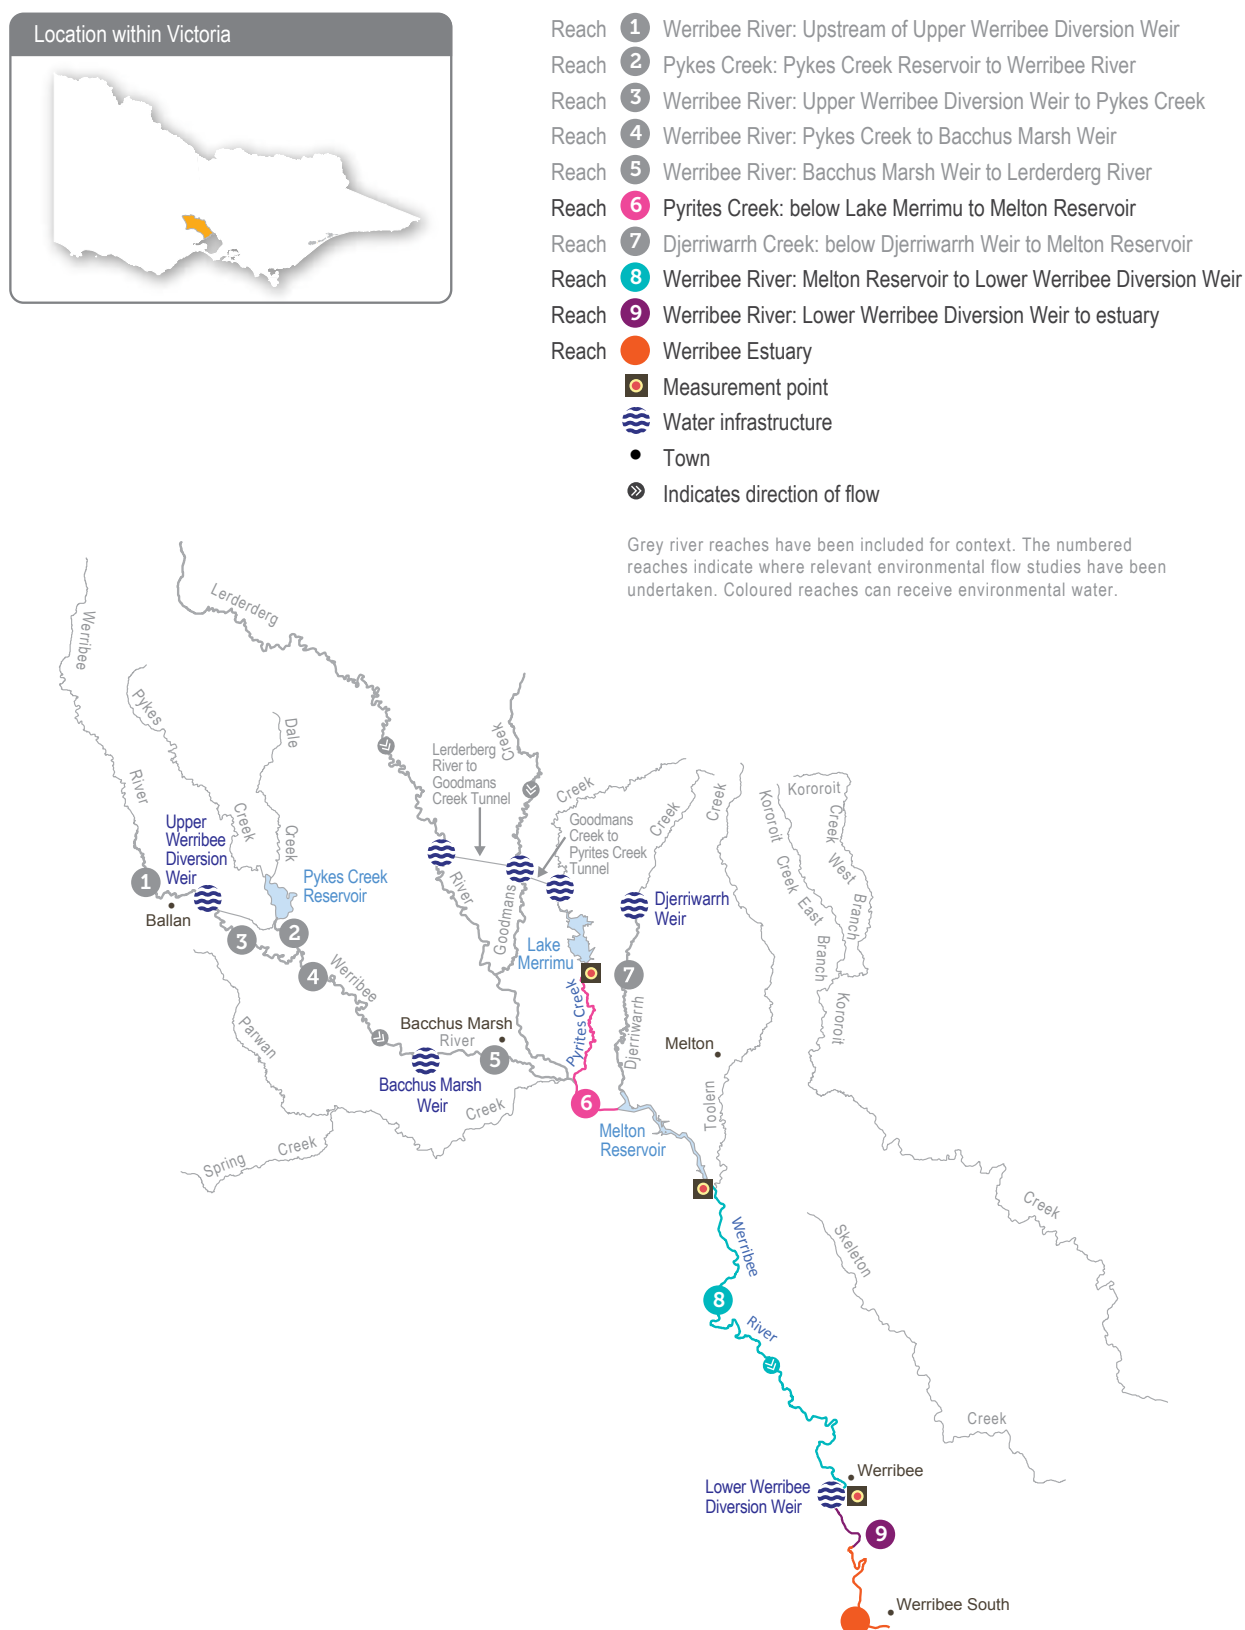 Location within Victoria
Reach 1 Werribee River: Upstream of Upper Werribee Diversion Weir
Reach 2 Pykes Creek: Pykes Creek Reservoir to Werribee River
Reach 3 Werribee River: Upper Werribee Diversion Weir to Pykes Creek
Reach 4 Werribee River: Pykes Creek to Bacchus Marsh Weir
Reach 5 Werribee River: Bacchus Marsh Weir to Lerderderg River
Reach 6 Pyrites Creek: below Lake Merrimu to Melton Reservoir
Reach 7 Djerriwarrh Creek: below Djerriwarrh Weir to Melton Reservoir
Reach 8 Werribee River: Melton Reservoir to Lower Werribee Diversion Weir
Reach 9 Werribee River: Lower Werribee Diversion Weir to estuary
Reach Werribee Estuary
Measurement point
Water infrastructure
Town
Indicates direction of flow
Grey river reaches have been included for context. The numbered
reaches indicate where relevant environmental flow studies have been
undertaken. Coloured reaches can receive environmental water.
Lerderderg
River
Werribee
River
Pykes
Creek
Dale
Creek
Lerderberg
River to
Goodmans
Creek Tunnel
Creek
Goodmans
Goodmans
Creek to
Pyrites Creek
Tunnel
Creek
Creek
Creek
Kororoit
Kororoit
Creek
East
Branch
Creek
West
Branch
Kororoit
Upper
Werribee
Diversion
Weir
1
Ballan
Pykes Creek
Reservoir
2
3
4
Werribee
Djerriwarrh
Weir
Lake
Merrimu
7
Pyrites Creek
Djerriwarrh
Parwan
Bacchus Marsh
River
5
Bacchus Marsh
Weir
Creek
Spring
Creek
6
Melton
Toolern
Melton
Reservoir
Werribee
8
River
Skeleton
Creek
Creek
Werribee
Lower Werribee
Diversion Weir
9
Werribee South